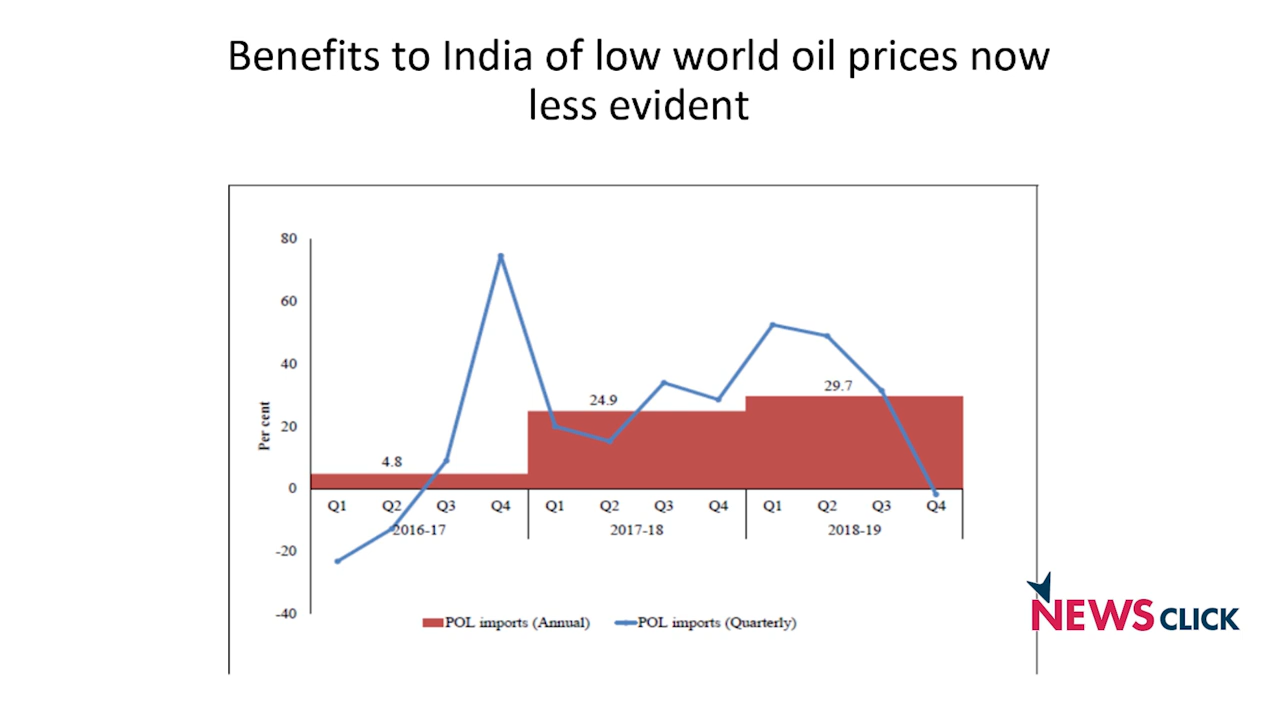 Benefits to India of low world oil prices now
less evident
80
60
40
20
0
-20
-40
Per cent
4.8
24.9
29.7
Q1 Q2 Q3 Q4 Q1 Q2 Q3 Q4 Q1 Q2 Q3 Q4
2016-17 2017-18 2018-19
POL imports (Annual) POL imports (Quarterly)
NEWSCLICK